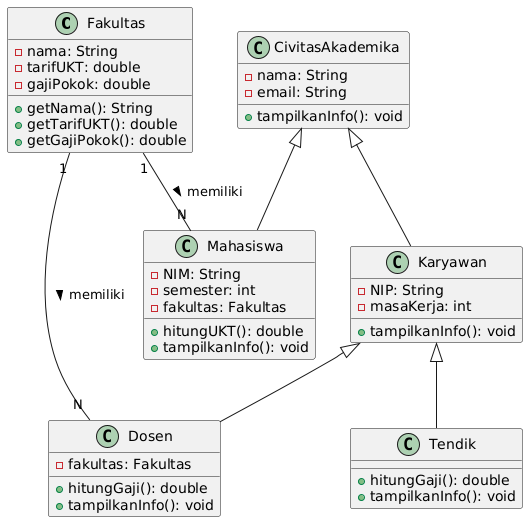 C Fakultas
nama: String
tarifUKT: double
gajiPokok: double
getNama(): String
getTarifUKT(): double
getGajiPokok(): double
C CivitasAkademika
nama: String
email: String
tampilkanInfo(): void
1
1
memiliki
N
C Mahasiswa
NIM: String
semester: int
fakultas: Fakultas
hitungUKT(): double
tampilkanInfo(): void
C Karyawan
NIP: String
masaKerja: int
tampilkanInfo(): void
memiliki
N
C Dosen
fakultas: Fakultas
hitungGaji(): double
tampilkanInfo(): void
C Tendik
hitungGaji(): double
tampilkanInfo(): void